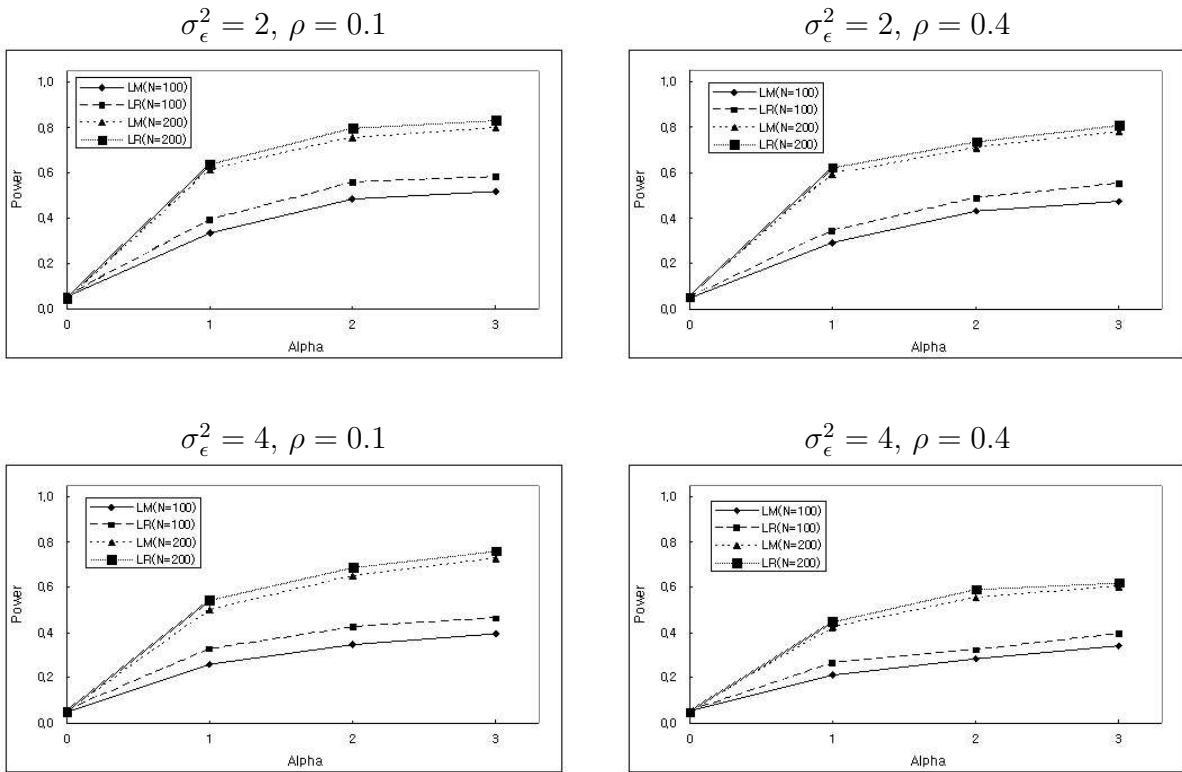 σ²_ϵ = 2, ρ = 0.1
1,0
0,8
0,6
0,4
0,2
0,0
Power
LM(N=100)
LR(N=100)
LM(N=200)
LR(N=200)
0 1 2 3
Alpha
σ²_ϵ = 2, ρ = 0.4
1,0
0,8
0,6
0,4
0,2
0,0
Power
LM(N=100)
LR(N=100)
LM(N=200)
LR(N=200)
0 1 2 3
Alpha
σ²_ϵ = 4, ρ = 0.1
1,0
0,8
0,6
0,4
0,2
0,0
Power
LM(N=100)
LR(N=100)
LM(N=200)
LR(N=200)
0 1 2 3
Alpha
σ²_ϵ = 4, ρ = 0.4
1,0
0,8
0,6
0,4
0,2
0,0
Power
LM(N=100)
LR(N=100)
LM(N=200)
LR(N=200)
0 1 2 3
Alpha